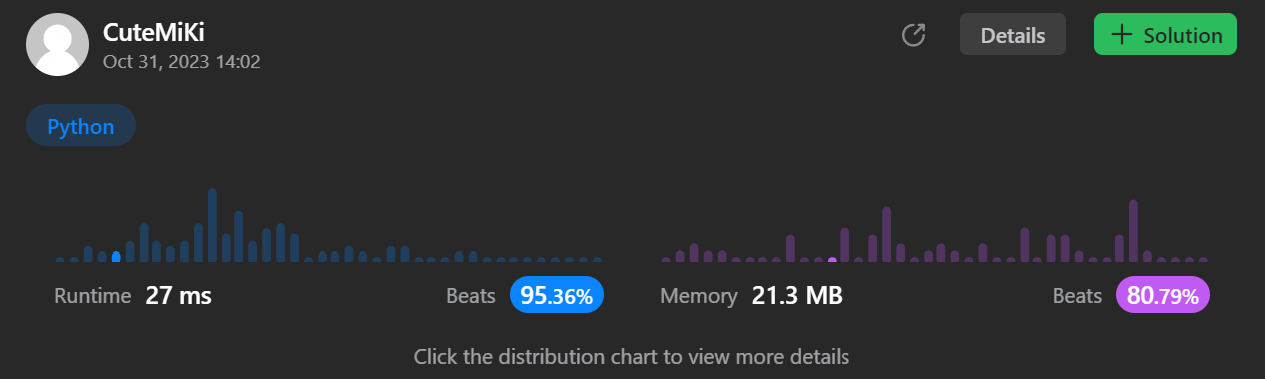 CuteMiKi
Oct 31, 2023 14:02
Details
Solution
Python
Runtime 27 ms Beats 95.36%
Memory 21.3 MB Beats 80.79%
Click the distribution chart to view more details